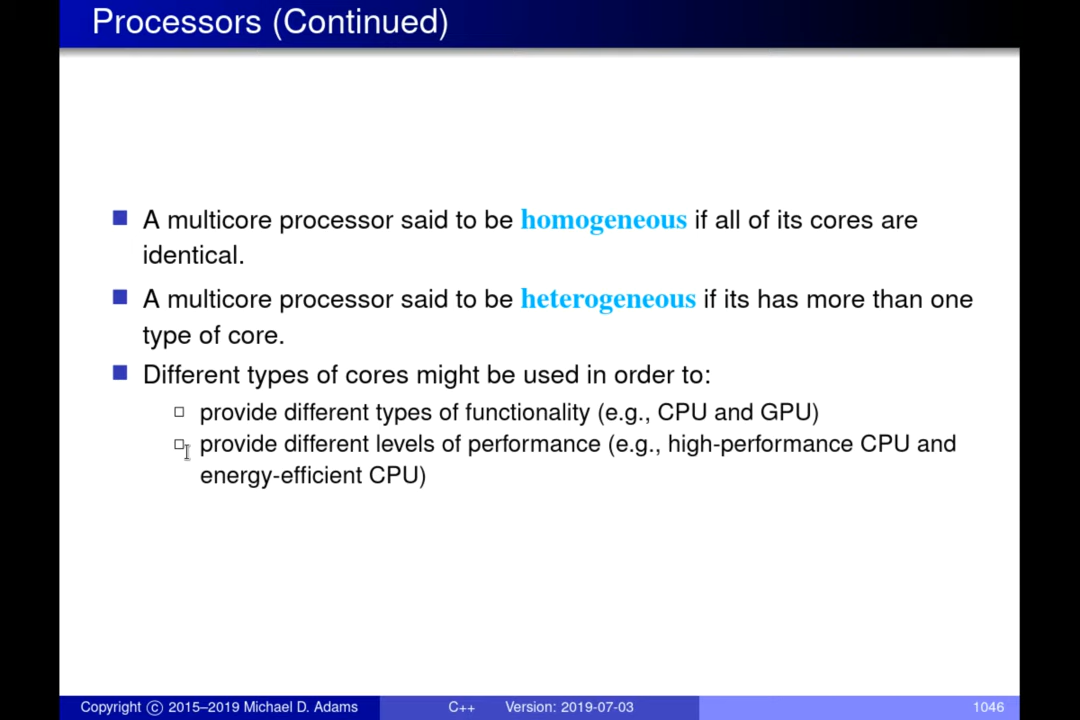 Processors (Continued)
A multicore processor said to be homogeneous if all of its cores are
identical.
A multicore processor said to be heterogeneous if its has more than one
type of core.
Different types of cores might be used in order to:
provide different types of functionality (e.g., CPU and GPU)
provide different levels of performance (e.g., high-performance CPU and
energy-efficient CPU)
Copyright © 2015–2019 Michael D. Adams C++ Version: 2019-07-03 1046